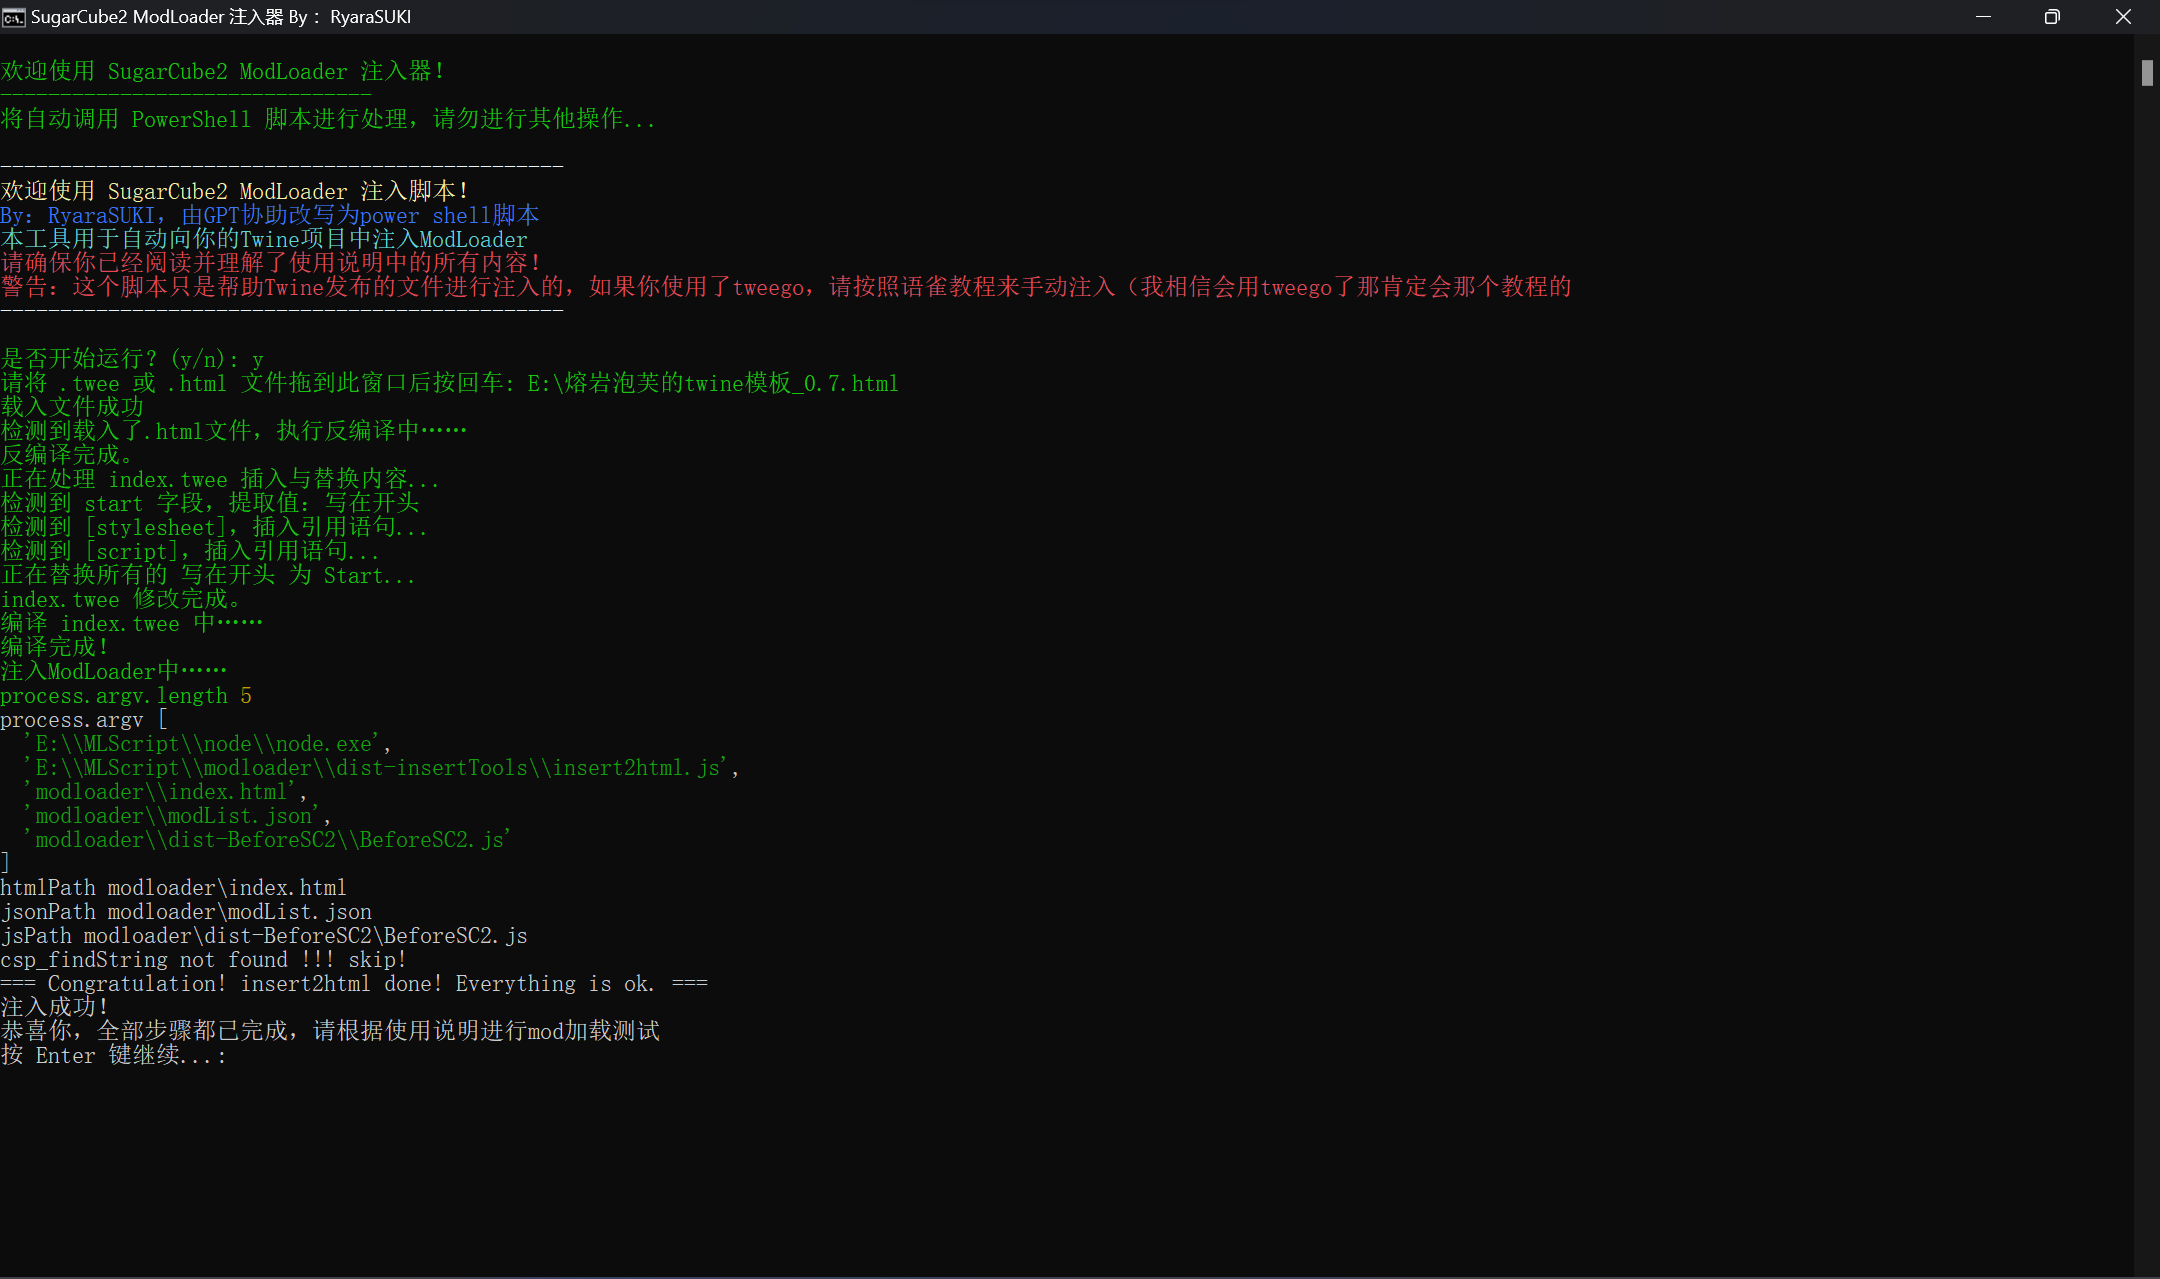 SugarCube2 ModLoader 注入器 By： RyaraSUKI
欢迎使用 SugarCube2 ModLoader 注入器!
-------------------------------
将自动调用 PowerShell 脚本进行处理，请勿进行其他操作...
-----------------------------------------------
欢迎使用 SugarCube2 ModLoader 注入脚本!
By: RyaraSUKI, 由GPT协助改写为power shell脚本
本工具用于自动向你的Twine项目中注入ModLoader
请确保你已经阅读并理解了使用说明中的所有内容!
警告: 这个脚本只是帮助Twine发布的文件进行注入的，如果你使用了tweego，请按照语雀教程来手动注入（我相信会用tweego了那肯定会那个教程的
-----------------------------------------------
是否开始运行? (y/n): y
请将 .twee 或 .html 文件拖到此窗口后按回车: E:\熔岩泡芙的twine模板_0.7.html
载入文件成功
检测到载入了.html文件，执行反编译中……
反编译完成。
正在处理 index.twee 插入与替换内容...
检测到 start 字段，提取值: 写在开头
检测到 [stylesheet]，插入引用语句...
检测到 [script]，插入引用语句...
正在替换所有的 写在开头 为 Start...
index.twee 修改完成。
编译 index.twee 中……
编译完成!
注入ModLoader中……
process.argv.length 5
process.argv [
  'E:\\MLScript\\node\\node.exe',
  'E:\\MLScript\\modloader\\dist-insertTools\\insert2html.js',
  'modloader\\index.html',
  'modloader\\modList.json',
  'modloader\\dist-BeforeSC2\\BeforeSC2.js'
]
htmlPath modloader\index.html
jsonPath modloader\modList.json
jsPath modloader\dist-BeforeSC2\BeforeSC2.js
csp_findString not found !!! skip!
=== Congratulation! insert2html done! Everything is ok. ===
注入成功!
恭喜你，全部步骤都已完成，请根据使用说明进行mod加载测试
按 Enter 键继续...: